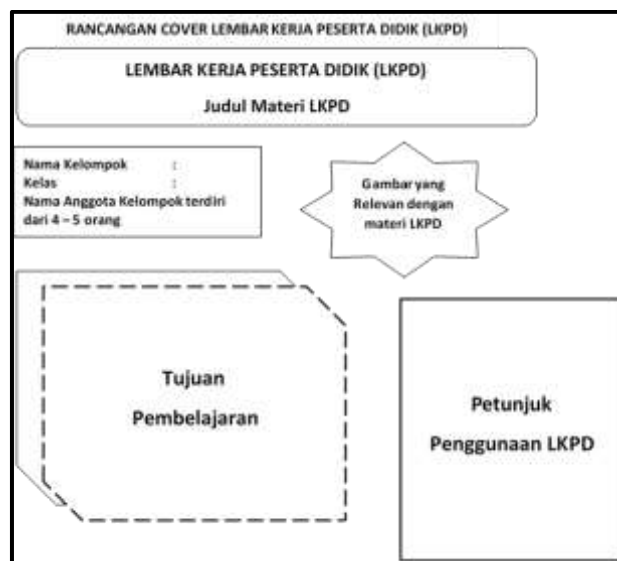 RANCANGAN COVER LEMBAR KERJA PESERTA DIDIK (LKPD)
LEMBAR KERJA PESERTA DIDIK (LKPD)
Judul Materi LKPD
Nama Kelompok :
Kelas :
Nama Anggota Kelompok terdiri
dari 4 – 5 orang
Gambar yang
Relevan dengan
materi LKPD
Tujuan
Pembelajaran
Petunjuk
Penggunaan LKPD